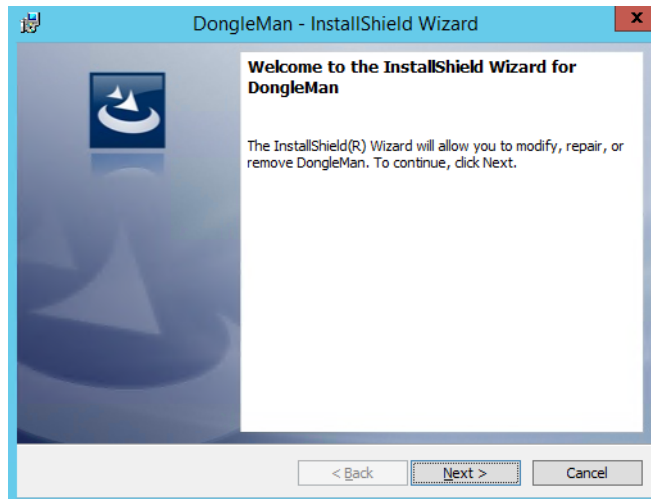 DongleMan - InstallShield Wizard
x
Welcome to the InstallShield Wizard for
DongleMan
The InstallShield(R) Wizard will allow you to modify, repair, or
remove DongleMan. To continue, click Next.
< Back
Next >
Cancel